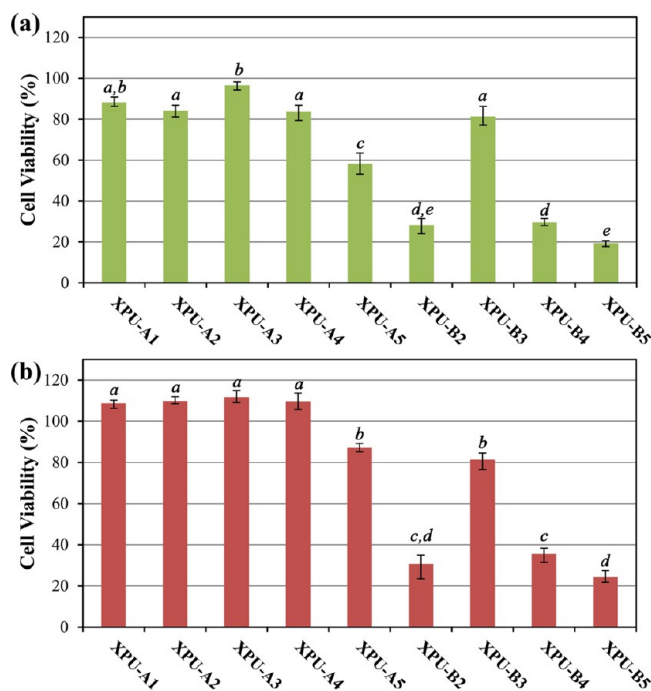 (a)
Cell Viability (%)
120
100
80
60
40
20
0
a,b
a
b
a
c
d,e
a
d
e
XPU-A1
XPU-A2
XPU-A3
XPU-A4
XPU-A5
XPU-B2
XPU-B3
XPU-B4
XPU-B5
(b)
Cell Viability (%)
120
100
80
60
40
20
0
a
a
a
a
b
c,d
b
c
d
XPU-A1
XPU-A2
XPU-A3
XPU-A4
XPU-A5
XPU-B2
XPU-B3
XPU-B4
XPU-B5